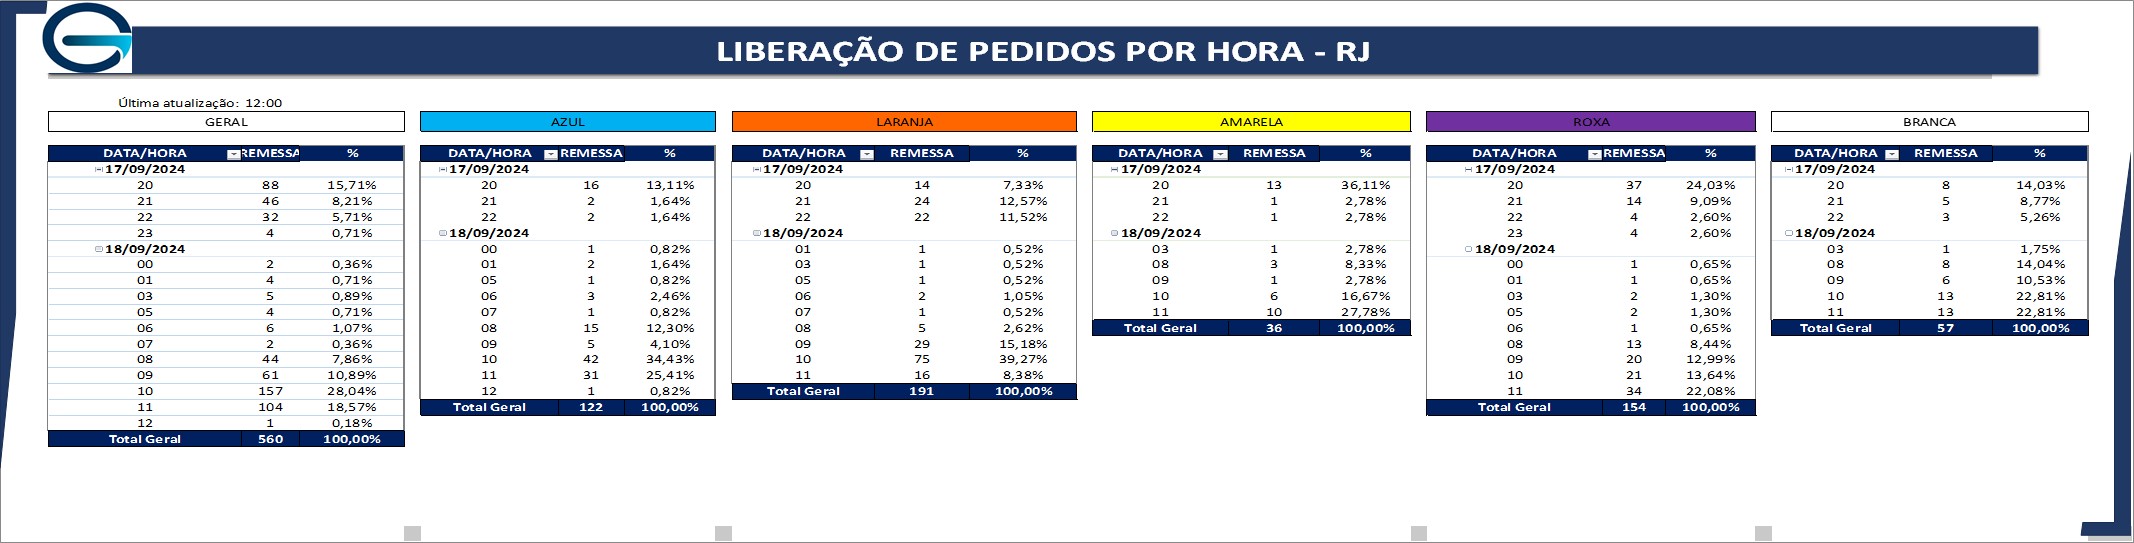 LIBERAÇÃO DE PEDIDOS POR HORA - RJ
Última atualização: 12:00
GERAL
DATA/HORA REMESSA %
17/09/2024
20 88 15,71%
21 46 8,21%
22 32 5,71%
23 4 0,71%
18/09/2024
00 2 0,36%
01 4 0,71%
03 5 0,89%
05 4 0,71%
06 6 1,07%
07 2 0,36%
08 44 7,86%
09 61 10,89%
10 157 28,04%
11 104 18,57%
12 1 0,18%
Total Geral 560 100,00%
AZUL
DATA/HORA REMESSA %
17/09/2024
20 16 13,11%
21 2 1,64%
22 2 1,64%
18/09/2024
00 1 0,82%
01 2 1,64%
05 1 0,82%
06 3 2,46%
07 1 0,82%
08 15 12,30%
09 5 4,10%
10 42 34,43%
11 31 25,41%
12 1 0,82%
Total Geral 122 100,00%
LARANJA
DATA/HORA REMESSA %
17/09/2024
20 14 7,33%
21 24 12,57%
22 22 11,52%
18/09/2024
01 1 0,52%
03 1 0,52%
05 1 0,52%
06 2 1,05%
07 1 0,52%
08 5 2,62%
09 29 15,18%
10 75 39,27%
11 16 8,38%
Total Geral 191 100,00%
AMARELA
DATA/HORA REMESSA %
17/09/2024
20 13 36,11%
21 1 2,78%
22 1 2,78%
18/09/2024
03 1 2,78%
08 3 8,33%
09 1 2,78%
10 6 16,67%
11 10 27,78%
Total Geral 36 100,00%
ROXA
DATA/HORA REMESSA %
17/09/2024
20 37 24,03%
21 14 9,09%
22 4 2,60%
23 4 2,60%
18/09/2024
00 1 0,65%
01 1 0,65%
03 2 1,30%
05 2 1,30%
06 1 0,65%
08 13 8,44%
09 20 12,99%
10 21 13,64%
11 34 22,08%
Total Geral 154 100,00%
BRANCA
DATA/HORA REMESSA %
17/09/2024
20 8 14,03%
21 5 8,77%
22 3 5,26%
18/09/2024
03 1 1,75%
08 8 14,04%
09 6 10,53%
10 13 22,81%
11 13 22,81%
Total Geral 57 100,00%